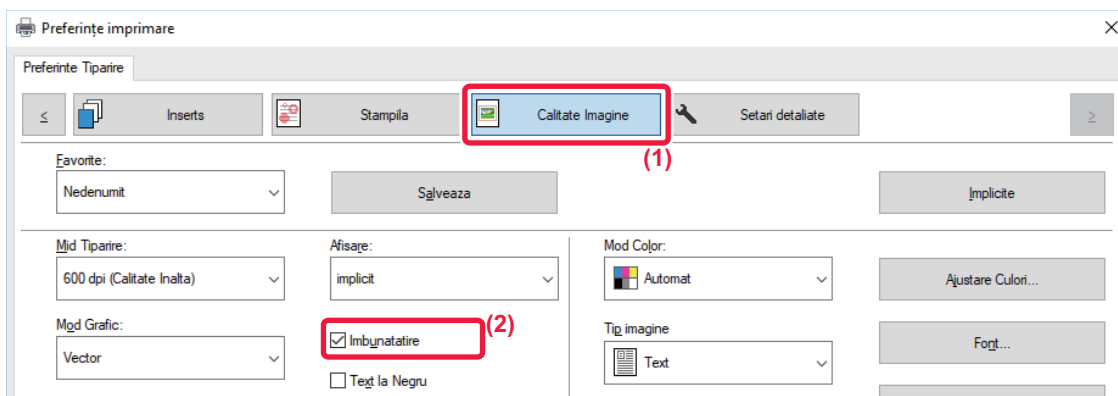 Preferințe imprimare
Preferinte Tiparire
<
Inserts
Stampila
Calitate Imagine
Setari detaliate
>
(1)
Favorite:
Nedenumit
Salveaza
Implicite
Mid Tiparire:
Afisare:
Mod Color:
600 dpi (Calitate Inalta)
implicit
Automat
Ajustare Culori...
Mod Grafic:
(2)
Tip imagine
Imbunatatire
Font...
Vector
Text
Text la Negru